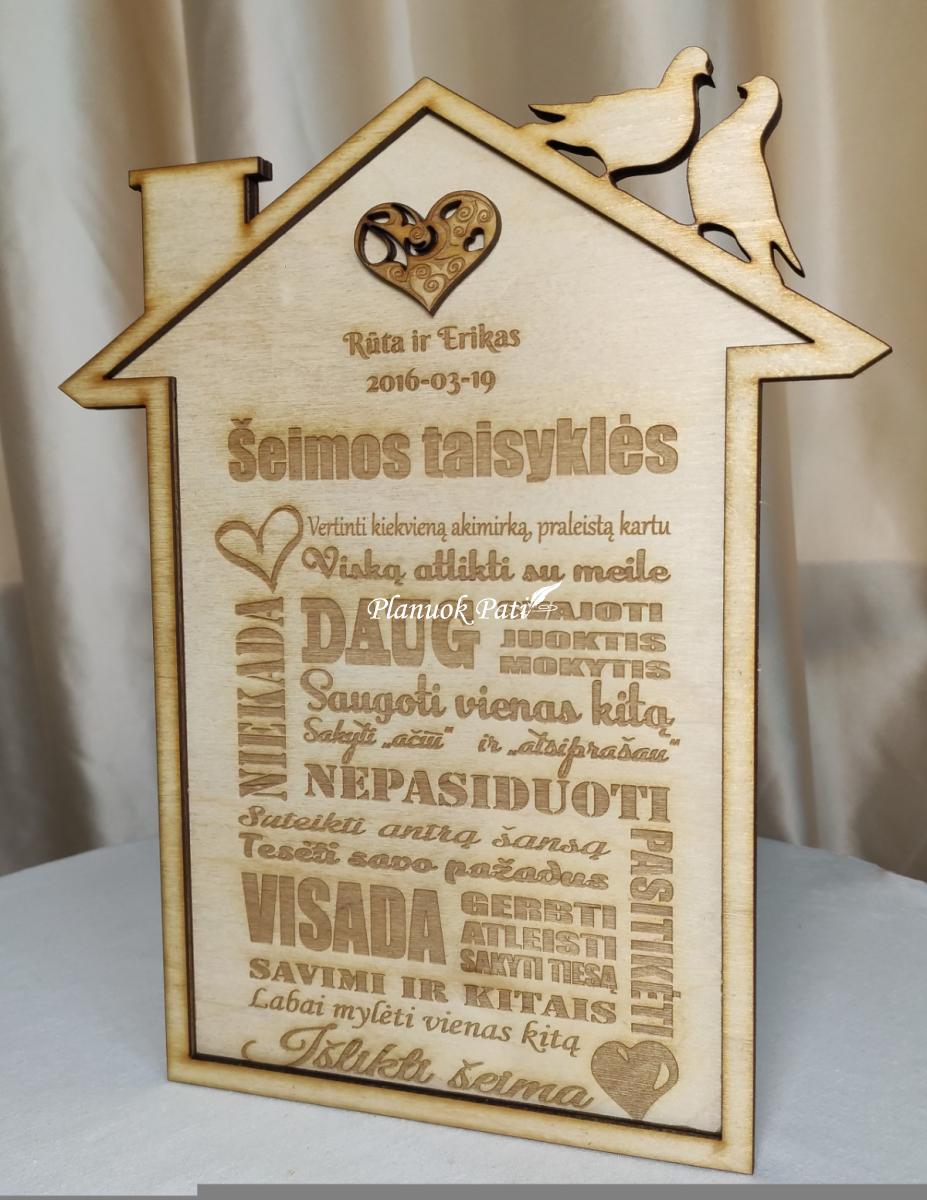 Rūta ir Erikas
2016-03-19
Šeimos taisyklės
Vertinti kiekvieną akimirką, praleistą kartu
Viską atlikti su meile
NIEKADA
DAUG
JUOKTIS
MOKYTIS
Planuok Pati
Saugoti vienas kitą
Sakyti „ačiū“ ir „atsiprašau“
NEPASIDUOTI
Suteikti antrą šansą
Tesėti savo pažadus
VISADA
GERBTI
ATLEISTI
SAKYTI TIESĄ
PASITIKĖTI
SAVIMI IR KITAIS
Labai mylėti vienas kitą
Išlikti šeima